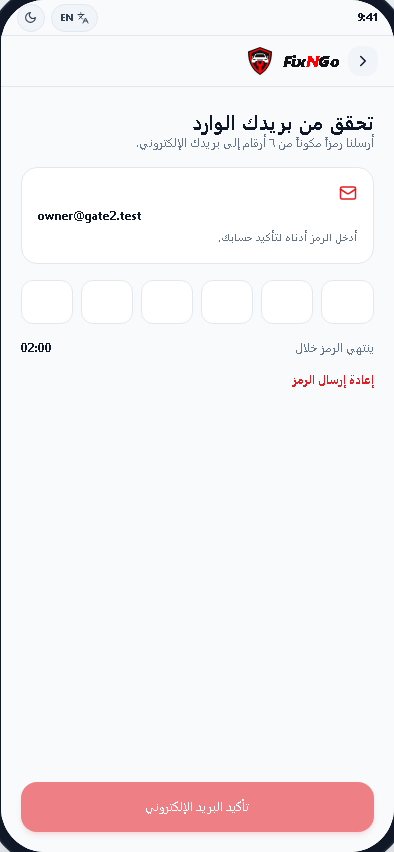 9:41
EN
FixNGo
تحقق من بريدك الوارد
أرسلنا رمزاً مكوناً من ٦ أرقام إلى بريدك الإلكتروني.
owner@gate2.test
أدخل الرمز أدناه لتأكيد حسابك.
ينتهي الرمز خلال 02:00
إعادة إرسال الرمز
تأكيد البريد الإلكتروني